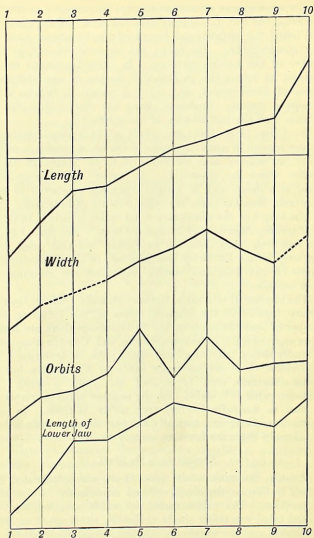 1 2 3 4 5 6 7 8 9 10
Length
Width
Orbits
Length of
Lower Jaw
1 2 3 4 5 6 7 8 9 10